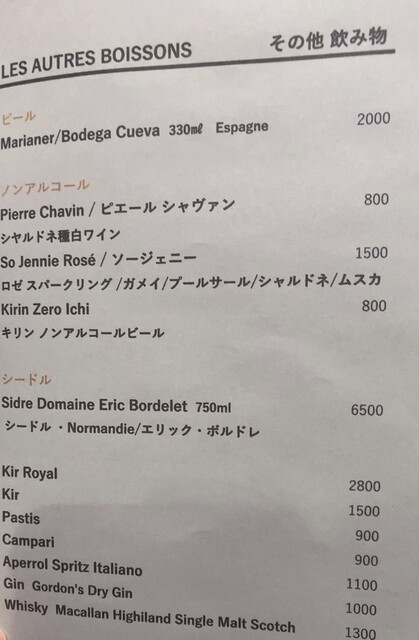 LES AUTRES BOISSONS その他 飲み物
ビール
Marianer/Bodega Cueva 330㎖ Espagne 2000
ノンアルコール
Pierre Chavin / ピエール シャヴァン 800
シヤルドネ種白ワイン
So Jennie Rosé / ソージェニー 1500
ロゼ スパークリング /ガメイ/プールサール/シャルドネ/ムスカ
Kirin Zero Ichi 800
キリン ノンアルコールビール
シードル
Sidre Domaine Eric Bordelet 750ml 6500
シードル ・Normandie/エリック・ボルドレ
Kir Royal 2800
Kir 1500
Pastis 900
Campari 900
Aperrol Spritz Italiano 1100
Gin Gordon's Dry Gin 1000
Whisky Macallan Highiland Single Malt Scotch 1300